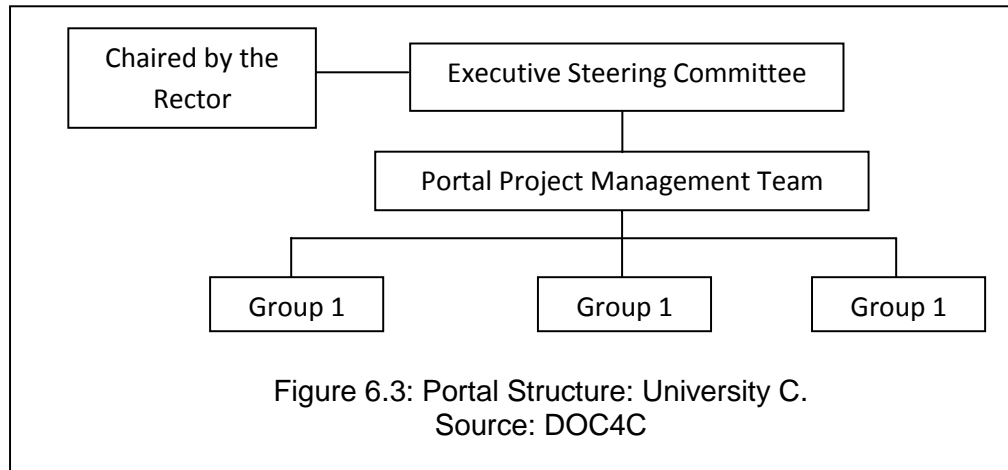 Chaired by the
Rector
Executive Steering Committee
Portal Project Management Team
Group 1
Group 1
Group 1
Figure 6.3: Portal Structure: University C.
Source: DOC4C